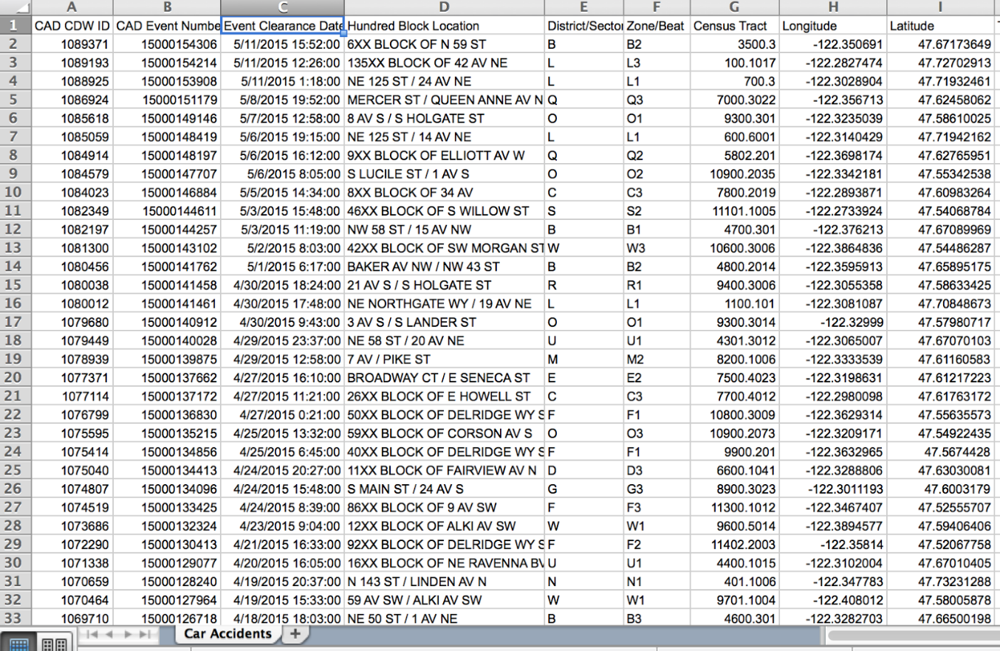 A B C D E F G H I
1 CAD CDW ID CAD Event Numbe Event Clearance Date Hundred Block Location District/Sector Zone/Beat Census Tract Longitude Latitude
2 1089371 15000154306 5/11/2015 15:52:00 6XX BLOCK OF N 59 ST B B2 3500.3 -122.350691 47.67173649
3 1089193 15000154214 5/11/2015 12:26:00 135XX BLOCK OF 42 AV NE L L3 100.1017 -122.2827474 47.72702913
4 1088925 15000153908 5/11/2015 1:18:00 NE 125 ST / 24 AV NE L L1 700.3 -122.3028904 47.71932461
5 1086924 15000151179 5/8/2015 19:52:00 MERCER ST / QUEEN ANNE AV N Q Q3 7000.3022 -122.356713 47.62458062
6 1085618 15000149146 5/7/2015 12:58:00 8 AV S / S HOLGATE ST O O1 9300.301 -122.3235039 47.58610025
7 1085059 15000148419 5/6/2015 19:15:00 NE 125 ST / 14 AV NE L L1 600.6001 -122.3140429 47.71942162
8 1084914 15000148197 5/6/2015 16:12:00 9XX BLOCK OF ELLIOTT AV W Q Q2 5802.201 -122.3698174 47.62765951
9 1084579 15000147707 5/6/2015 8:05:00 S LUCILE ST / 1 AV S O O2 10900.2035 -122.3342181 47.55342538
10 1084023 15000146884 5/5/2015 14:34:00 8XX BLOCK OF 34 AV C C3 7800.2019 -122.2893871 47.60983264
11 1082349 15000144611 5/3/2015 15:48:00 46XX BLOCK OF S WILLOW ST S S2 11101.1005 -122.2733924 47.54068784
12 1082197 15000144257 5/3/2015 11:19:00 NW 58 ST / 15 AV NW B B1 4700.301 -122.376213 47.67089969
13 1081300 15000143102 5/2/2015 8:03:00 42XX BLOCK OF SW MORGAN ST W W3 10600.3006 -122.3864836 47.54486287
14 1080456 15000141762 5/1/2015 6:17:00 BAKER AV NW / NW 43 ST B B2 4800.2014 -122.3595913 47.65895175
15 1080038 15000141458 4/30/2015 18:24:00 21 AV S / S HOLGATE ST R R1 9400.3006 -122.3055358 47.58633425
16 1080012 15000141461 4/30/2015 17:48:00 NE NORTHGATE WY / 19 AV NE L L1 1100.101 -122.3081087 47.70848673
17 1079680 15000140912 4/30/2015 9:43:00 3 AV S / S LANDER ST O O1 9300.3014 -122.32999 47.57980717
18 1079449 15000140028 4/29/2015 23:37:00 NE 58 ST / 20 AV NE U U1 4301.3012 -122.3065007 47.67070103
19 1078939 15000139875 4/29/2015 12:58:00 7 AV / PIKE ST M M2 8200.1006 -122.3333539 47.61160583
20 1077371 15000137662 4/27/2015 16:10:00 BROADWAY CT / E SENECA ST E E2 7500.4023 -122.3198631 47.61217223
21 1077114 15000137172 4/27/2015 11:21:00 26XX BLOCK OF E HOWELL ST C C3 7700.4012 -122.2980098 47.61763172
22 1076799 15000136830 4/27/2015 0:21:00 50XX BLOCK OF DELRIDGE WY S F F1 10800.3009 -122.3629314 47.55635573
23 1075595 15000135215 4/25/2015 13:32:00 59XX BLOCK OF CORSON AV S O O3 10900.2073 -122.3209171 47.54922435
24 1075414 15000134856 4/25/2015 6:45:00 40XX BLOCK OF DELRIDGE WY S F F1 9900.201 -122.3632965 47.5674428
25 1075040 15000134413 4/24/2015 20:27:00 11XX BLOCK OF FAIRVIEW AV N D D3 6600.1041 -122.3288806 47.63030081
26 1074807 15000134096 4/24/2015 15:48:00 S MAIN ST / 24 AV S G G3 8900.3023 -122.3011193 47.6003179
27 1074519 15000133425 4/24/2015 8:39:00 86XX BLOCK OF 9 AV SW F F3 11300.1012 -122.3467407 47.52555707
28 1073686 15000132324 4/23/2015 9:04:00 12XX BLOCK OF ALKI AV SW W W1 9600.5014 -122.3894577 47.59406406
29 1072290 15000130413 4/21/2015 16:33:00 92XX BLOCK OF DELRIDGE WY S F F2 11402.2003 -122.35814 47.52067758
30 1071338 15000129077 4/20/2015 16:05:00 16XX BLOCK OF NE RAVENNA BV U U1 4400.1015 -122.3102004 47.67010405
31 1070659 15000128240 4/19/2015 20:37:00 N 143 ST / LINDEN AV N N N1 401.1006 -122.347783 47.73231288
32 1070464 15000127964 4/19/2015 15:33:00 59 AV SW / ALKI AV SW W W1 9701.1004 -122.408012 47.58005878
33 1069710 15000126718 4/18/2015 18:03:00 NE 50 ST / 1 AV NE B B3 4600.301 -122.3282703 47.66500198
Car Accidents +